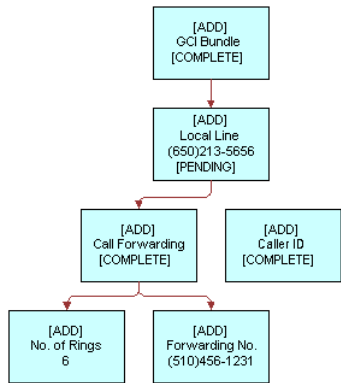 [ADD]
GCI Bundle
[COMPLETE]
[ADD]
Local Line
(650)213-5656
[PENDING]
[ADD]
Call Forwarding
[COMPLETE]
[ADD]
Caller ID
[COMPLETE]
[ADD]
No. of Rings
6
[ADD]
Forwarding No.
(510)456-1231